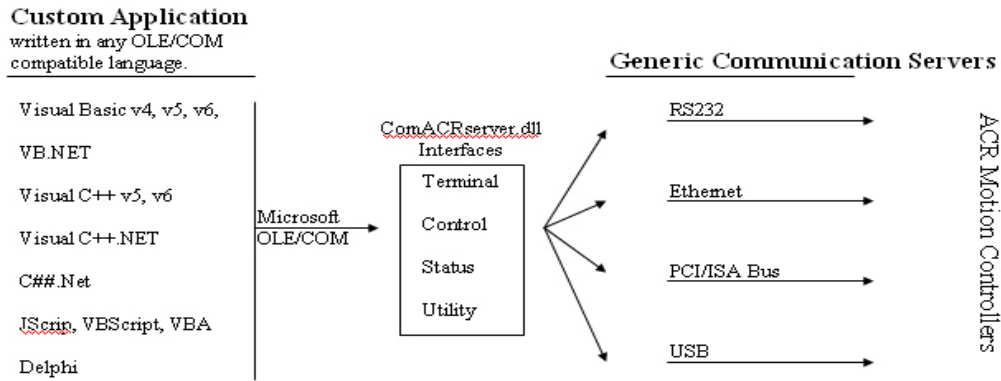 Custom Application
written in any OLE/COM
compatible language.
Visual Basic v4, v5, v6,
VB.NET
Visual C++ v5, v6
Visual C++.NET
C##.Net
JScrip, VBScript, VBA
Delphi
Microsoft
OLE/COM
ComACRserver.dll
Interfaces
Terminal
Control
Status
Utility
Generic Communication Servers
RS232
Ethernet
PCI/ISA Bus
USB
ACR Motion Controllers